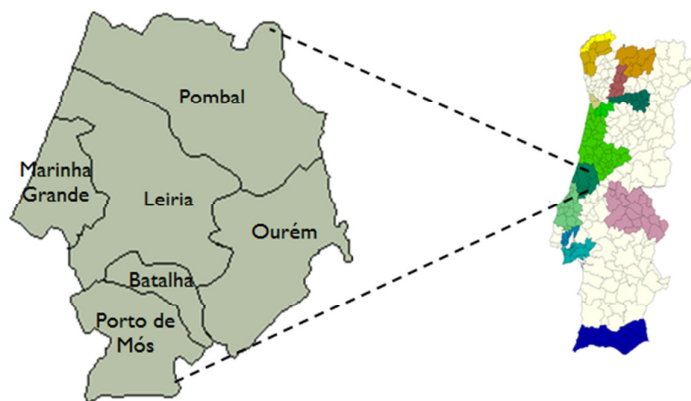 Pombal
Marinha
Grande
Leiria
Ourém
Batalha
Porto de
Mós